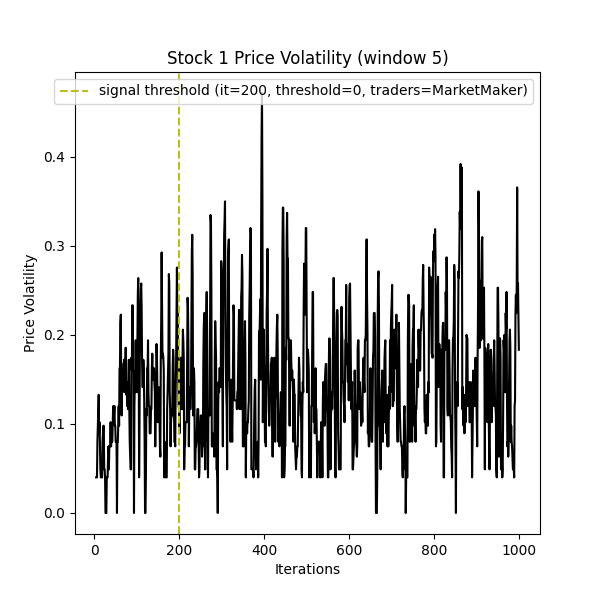 Stock 1 Price Volatility (window 5)
signal threshold (it=200, threshold=0, traders=MarketMaker)
0.4
0.3
0.2
0.1
0.0
Price Volatility
0 200 400 600 800 1000
Iterations